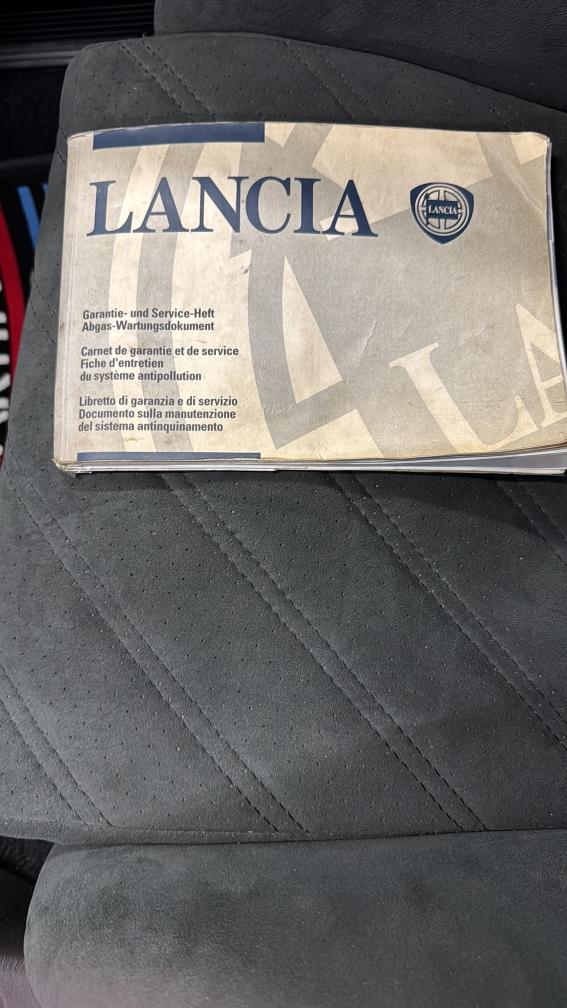 LANCIA
LANCIA
Garantie- und Service-Heft
Abgas-Wartungsdokument
Carnet de garantie et de service
Fiche d'entretien
du système antipollution
Libretto di garanzia e di servizio
Documento sulla manutenzione
del sistema antinquinamento
LA